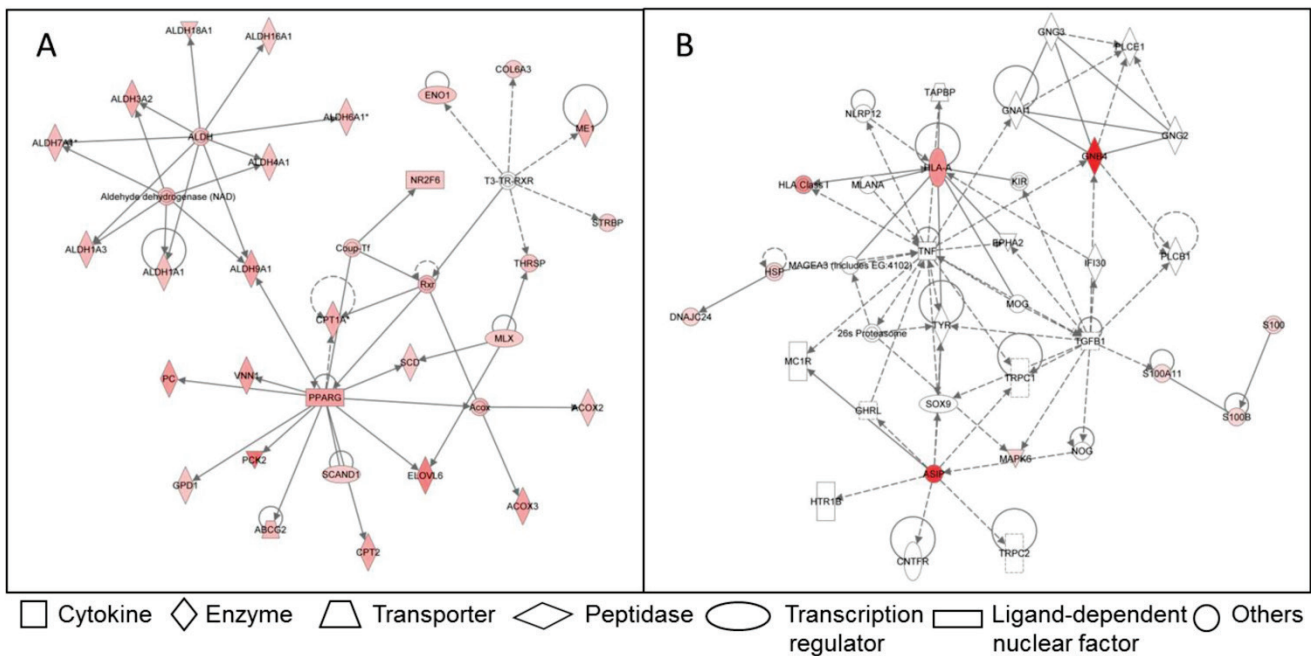 A
ALDH18A1
ALDH16A1
ALDH3A2
ALDH6A1*
ALDH7A1*
ALDH
ALDH4A1
Aldehyde dehydrogenase (NAD)
ALDH1A3
ALDH1A1
ALDH9A1
COL6A3
ENO1
ME1
NR2F6
T3-TR-RXR
STRBP
Coup-Tf
THRSP
Rxr
CPT1A*
MLX
SCD
PC
VNN1
PPARG
Acox
ACOX2
PCK2
SCAND1
ELOVL6
GPD1
ACOX3
ABCG2
CPT2
B
GNG3
PLCE1
TAPBP
NLRP12
GNAI1
GNG2
GNB4
HLA-A
HLA Class I
MLANA
KIR
TNF
EPHA2
HSP
MAGEA3 (includes EG:4102)
IFI30
PLCB1
MOG
DNAJC24
26s Proteasome
TYR
TGFB1
S100
MC1R
TRPC1
S100A11
SOX9
GHRL
S100B
MAPK6
NOG
ASIP
HTR1B
CNTFR
TRPC2
Cytokine
Enzyme
Transporter
Peptidase
Transcription
regulator
Ligand-dependent
nuclear factor
Others